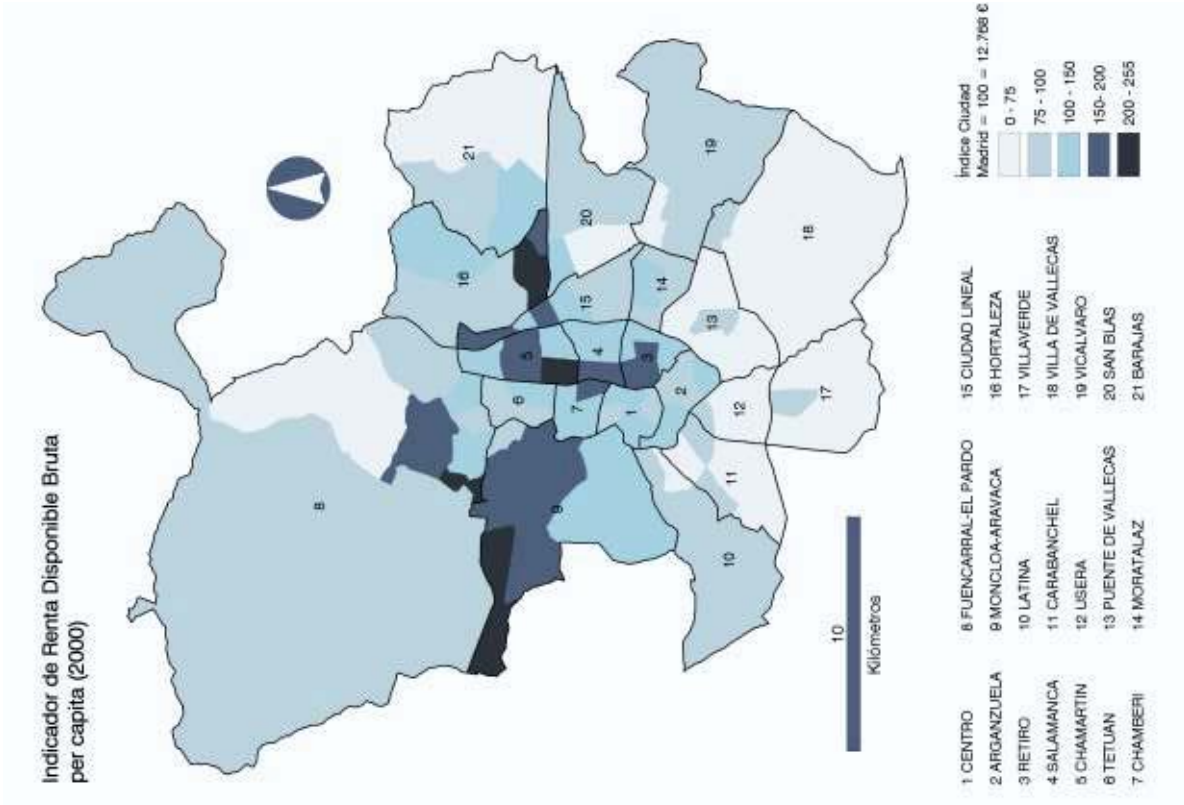 Indicador de Renta Disponible Bruta
per capita (2000)
8
16
21
9
6
5
7
4
15
20
1
3
14
19
2
13
10
11
12
17
18
10
Kilómetros
Índice Ciudad
Madrid = 100 = 12.768 €
0 - 75
75 - 100
100 - 150
150- 200
200 - 255
1 CENTRO
2 ARGANZUELA
3 RETIRO
4 SALAMANCA
5 CHAMARTIN
6 TETUAN
7 CHAMBERI
8 FUENCARRAL-EL PARDO
9 MONCLOA-ARAVACA
10 LATINA
11 CARABANCHEL
12 USERA
13 PUENTE DE VALLECAS
14 MORATALAZ
15 CIUDAD LINEAL
16 HORTALEZA
17 VILLAVERDE
18 VILLA DE VALLECAS
19 VICALVARO
20 SAN BLAS
21 BARAJAS